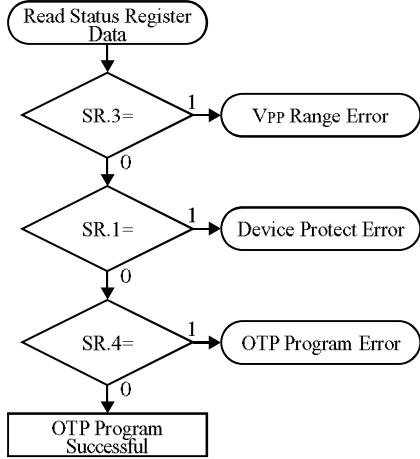 Read Status Register
Data
SR.3=
1
VPP Range Error
0
SR.1=
1
Device Protect Error
0
SR.4=
1
OTP Program Error
0
OTP Program
Successful